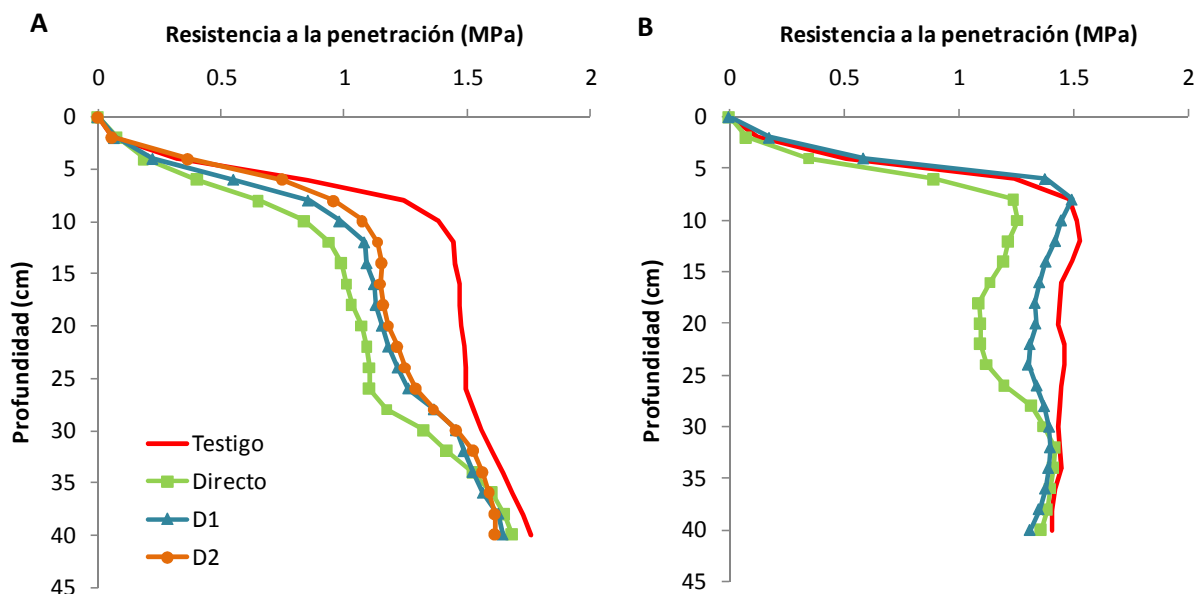 A
Resistencia a la penetración (MPa)
0 0.5 1 1.5 2
0
5
10
15
20
25
30
35
40
45
Profundidad (cm)
Testigo
Directo
D1
D2
B
Resistencia a la penetración (MPa)
0 0.5 1 1.5 2
0
5
10
15
20
25
30
35
40
45
Profundidad (cm)